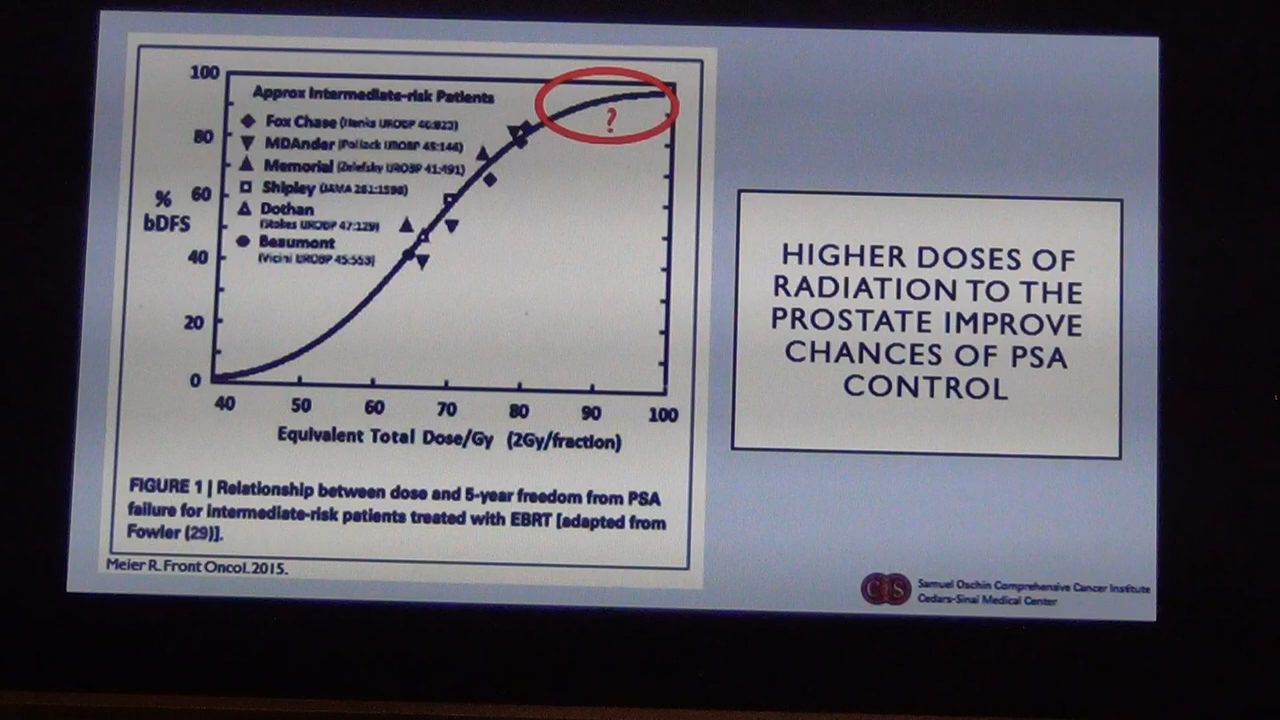 100
80
60
40
20
0
%
bDFS
Approx Intermediate-risk Patients
Fox Chase (Hanks IJROBP 46:823)
MDAnder (Pollack IJROBP 45:146)
Memorial (Zelefsky IJROBP 41:491)
Shipley (JAMA 281:1598)
Dothan
(Stokes IJROBP 47:129)
Beaumont
(Vicini IJROBP 45:553)
?
40 50 60 70 80 90 100
Equivalent Total Dose/Gy (2Gy/fraction)
FIGURE 1 | Relationship between dose and 5-year freedom from PSA
failure for intermediate-risk patients treated with EBRT [adapted from
Fowler (29)].
Meier R. Front Oncol. 2015.
HIGHER DOSES OF
RADIATION TO THE
PROSTATE IMPROVE
CHANCES OF PSA
CONTROL
Samuel Oschin Comprehensive Cancer Institute
Cedars-Sinai Medical Center